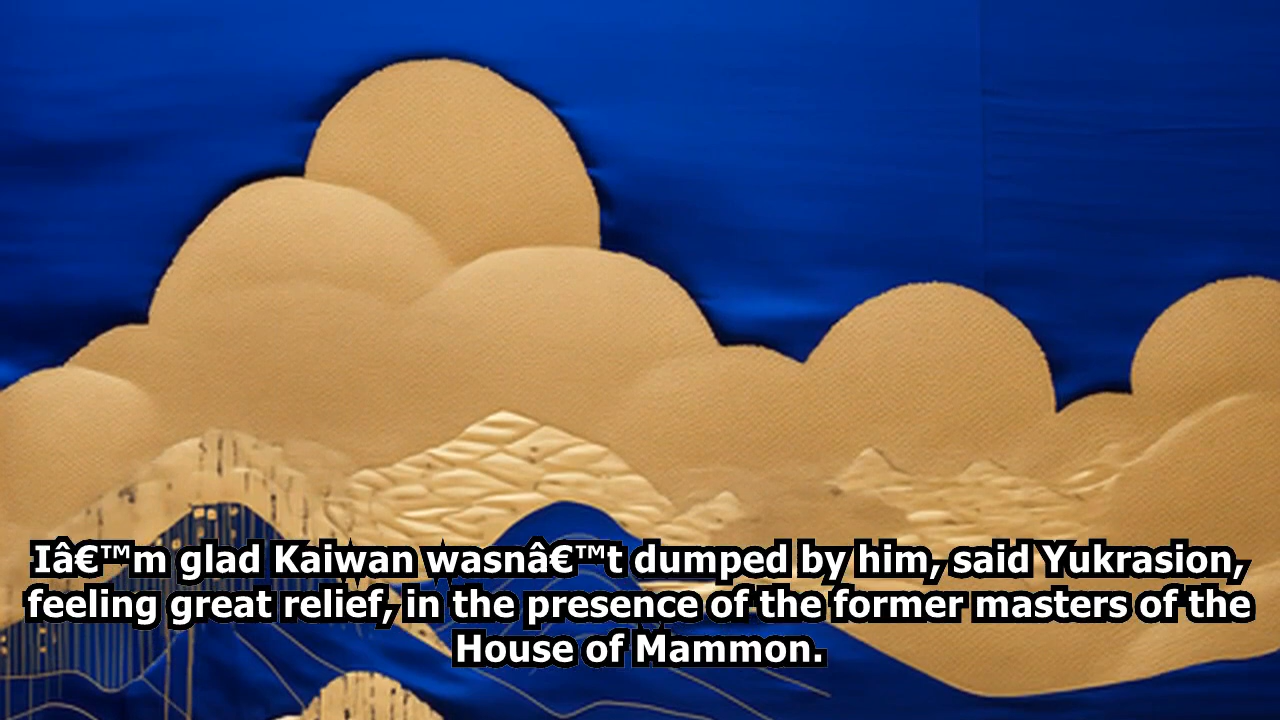 Iâ€™m glad Kaiwan wasnâ€™t dumped by him, said Yukrasion,
feeling great relief, in the presence of the former masters of the
House of Mammon.